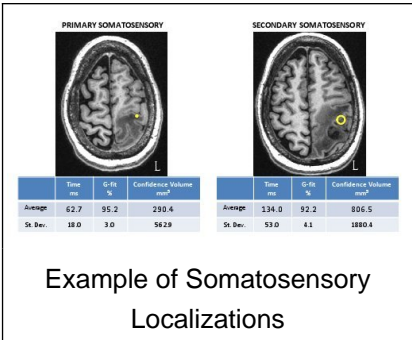 PRIMARY SOMATOSENSORY
L
Time ms G-fit % Confidence Volume mm³
Average 62.7 95.2 290.4
St. Dev. 18.0 3.0 562.9
SECONDARY SOMATOSENSORY
L
Time ms G-fit % Confidence Volume mm³
Average 134.0 92.2 806.5
St. Dev. 53.0 4.1 1880.4
Example of Somatosensory
Localizations